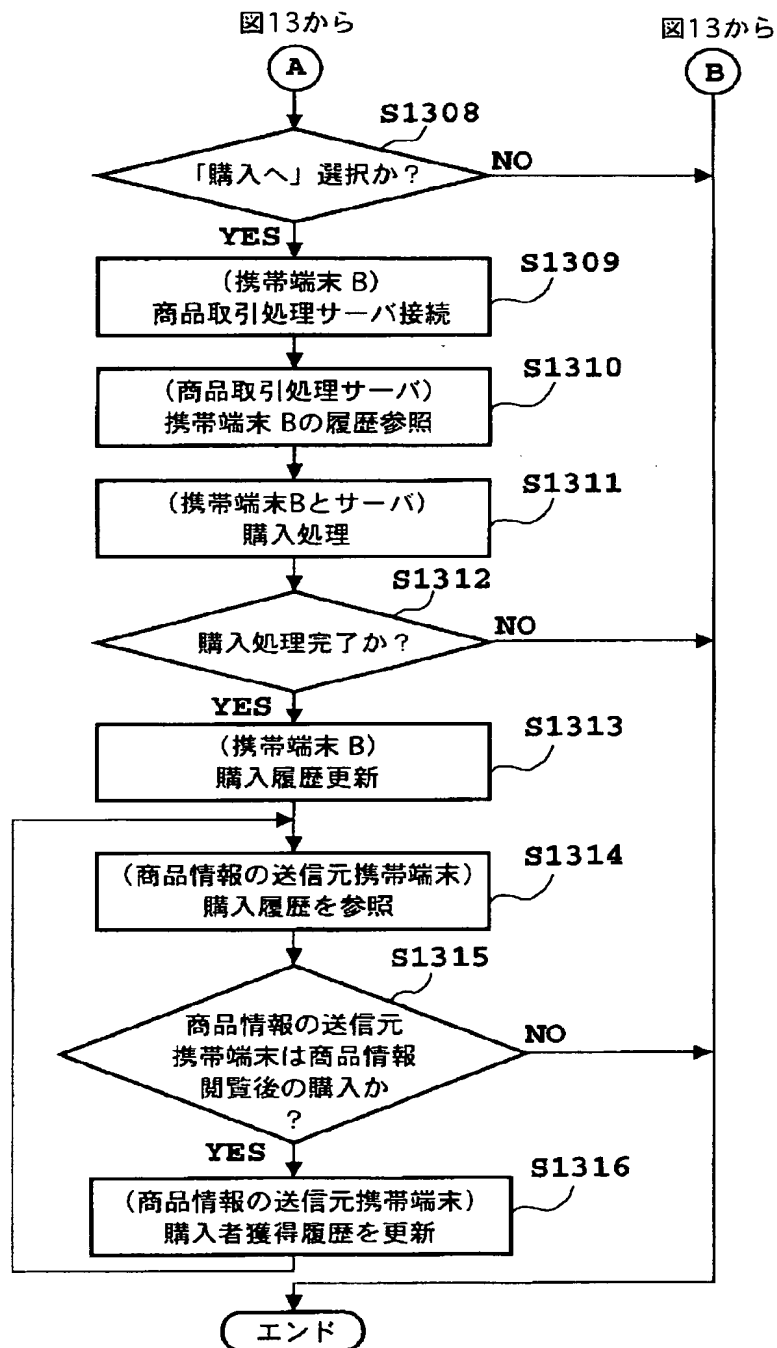 図13から
A
図13から
B
S1308
「購入へ」選択か？
NO
YES
S1309
(携帯端末 B)
商品取引処理サーバ接続
S1310
(商品取引処理サーバ)
携帯端末 Bの履歴参照
S1311
(携帯端末Bとサーバ)
購入処理
S1312
購入処理完了か？
NO
YES
S1313
(携帯端末 B)
購入履歴更新
S1314
(商品情報の送信元携帯端末)
購入履歴を参照
S1315
商品情報の送信元
携帯端末は商品情報
閲覧後の購入か
？
NO
YES
S1316
(商品情報の送信元携帯端末)
購入者獲得履歴を更新
エンド